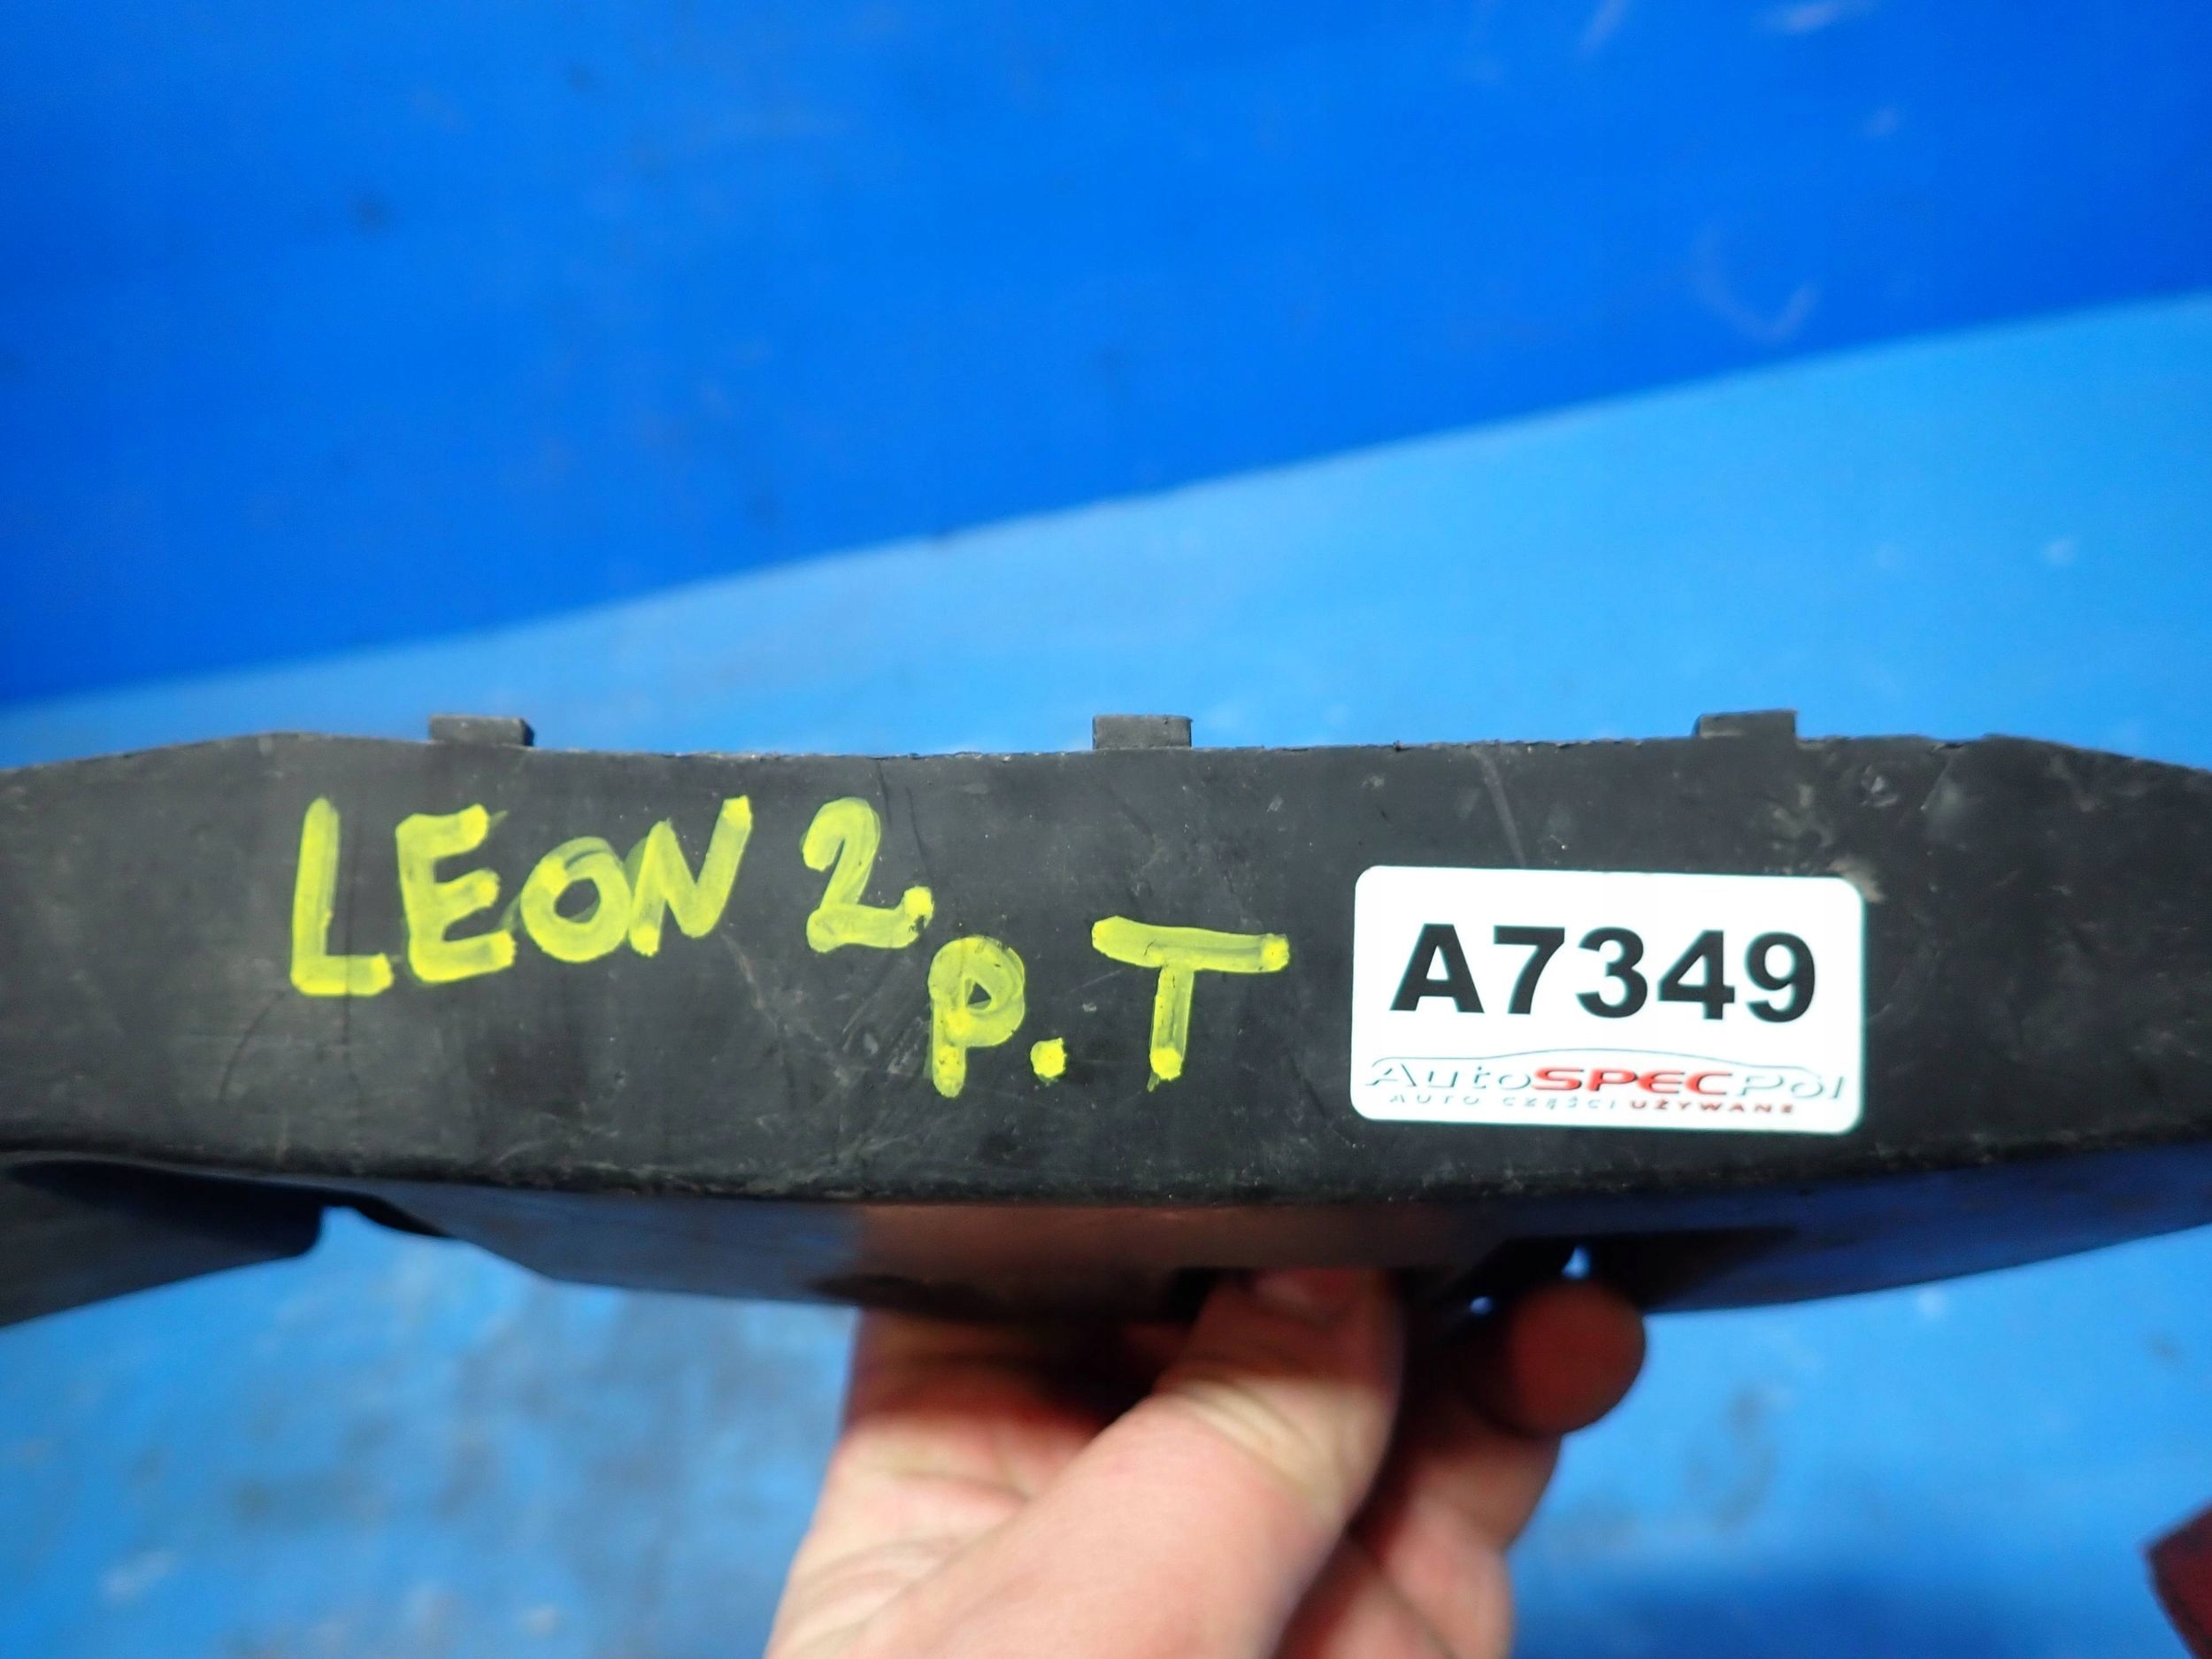 LEON 2.
P.T
A7349
AutoSPECPol
AUTO CZĘŚCI UŻYWANE